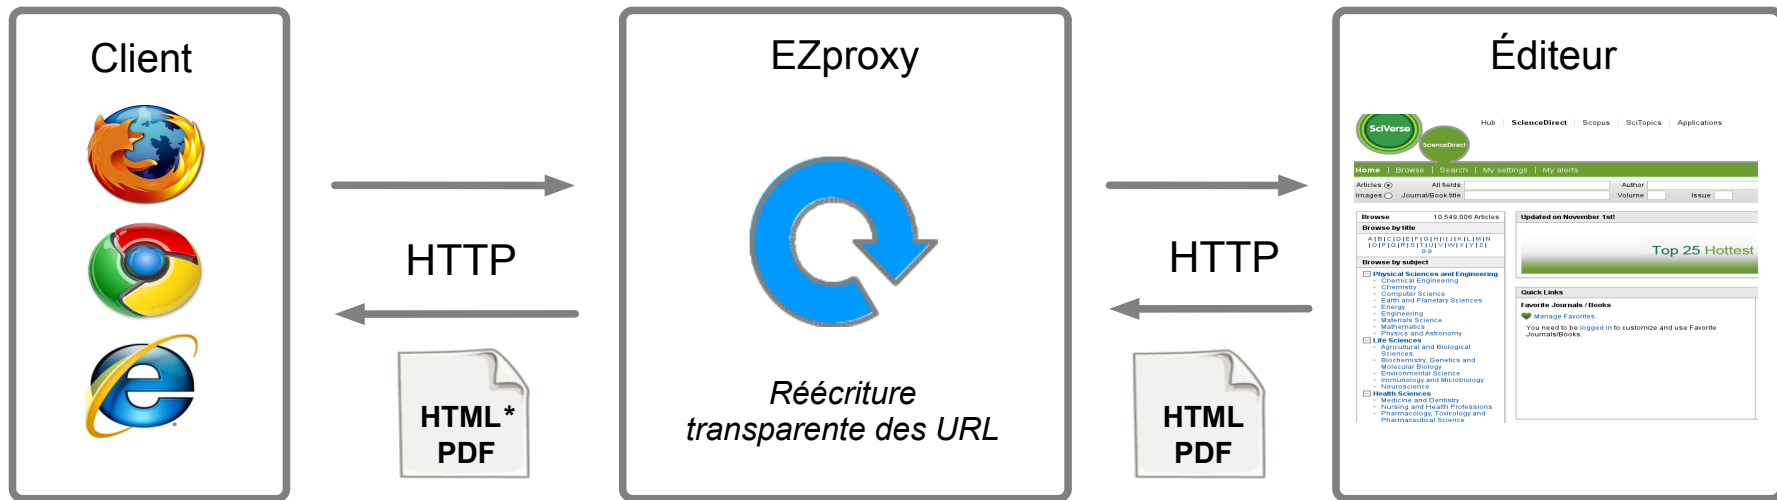 Client
HTTP
HTML*
PDF
EZproxy
Réécriture
transparente des URL
HTTP
HTML
PDF
Éditeur
SciVerse
ScienceDirect
Hub | ScienceDirect | Scopus | SciTopics | Applications
Home | Browse | Search | My settings | My alerts
Articles All fields Author
Images Journal/Book title Volume Issue
Browse 10,549,006 Articles
Browse by title
A|B|C|D|E|F|G|H|I|J|K|L|M|N
|O|P|Q|R|S|T|U|V|W|X|Y|Z|
0-9
Browse by subject
Physical Sciences and Engineering
Chemical Engineering
Chemistry
Computer Science
Earth and Planetary Sciences
Energy
Engineering
Materials Science
Mathematics
Physics and Astronomy
Life Sciences
Agricultural and Biological
Sciences
Biochemistry, Genetics and
Molecular Biology
Environmental Science
Immunology and Microbiology
Neuroscience
Health Sciences
Medicine and Dentistry
Nursing and Health Professions
Pharmacology, Toxicology and
Pharmaceutical Science
Updated on November 1st!
Top 25 Hottest
Quick Links
Favorite Journals / Books
Manage Favorites
You need to be logged in to customize and use Favorite
Journals/Books.